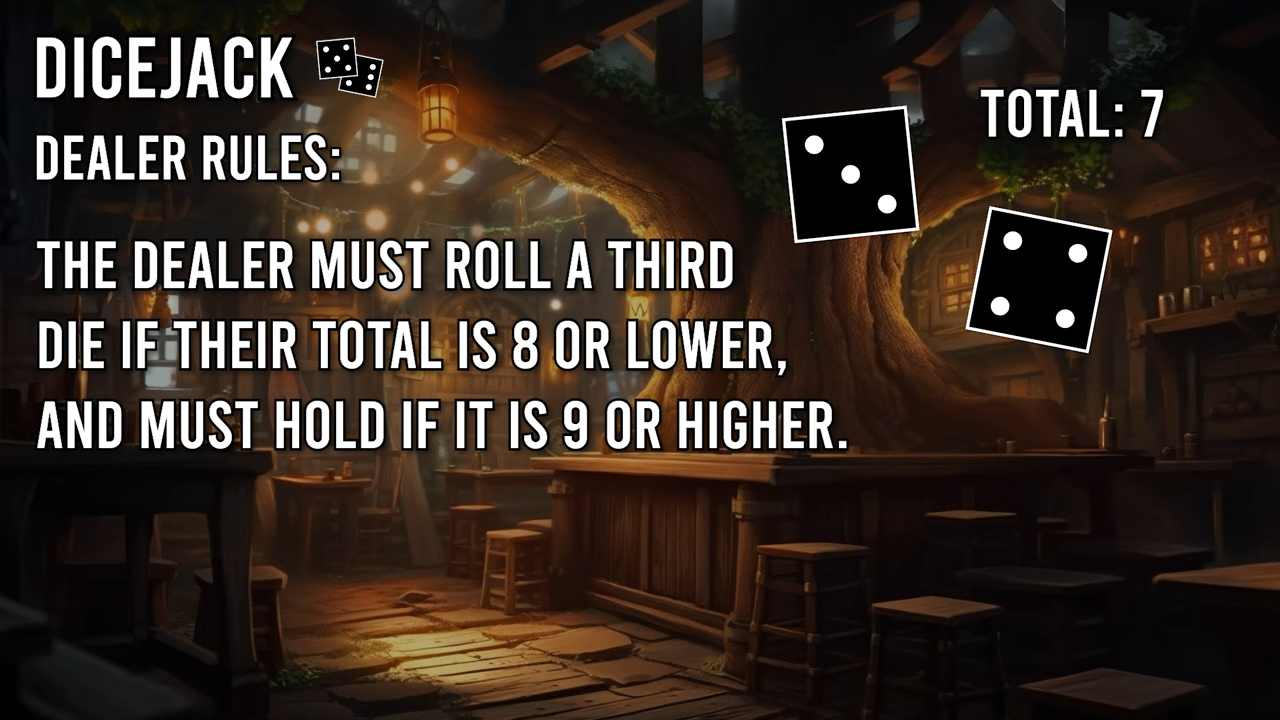 DICEJACK
DEALER RULES:
THE DEALER MUST ROLL A THIRD
DIE IF THEIR TOTAL IS 8 OR LOWER,
AND MUST HOLD IF IT IS 9 OR HIGHER.
TOTAL: 7